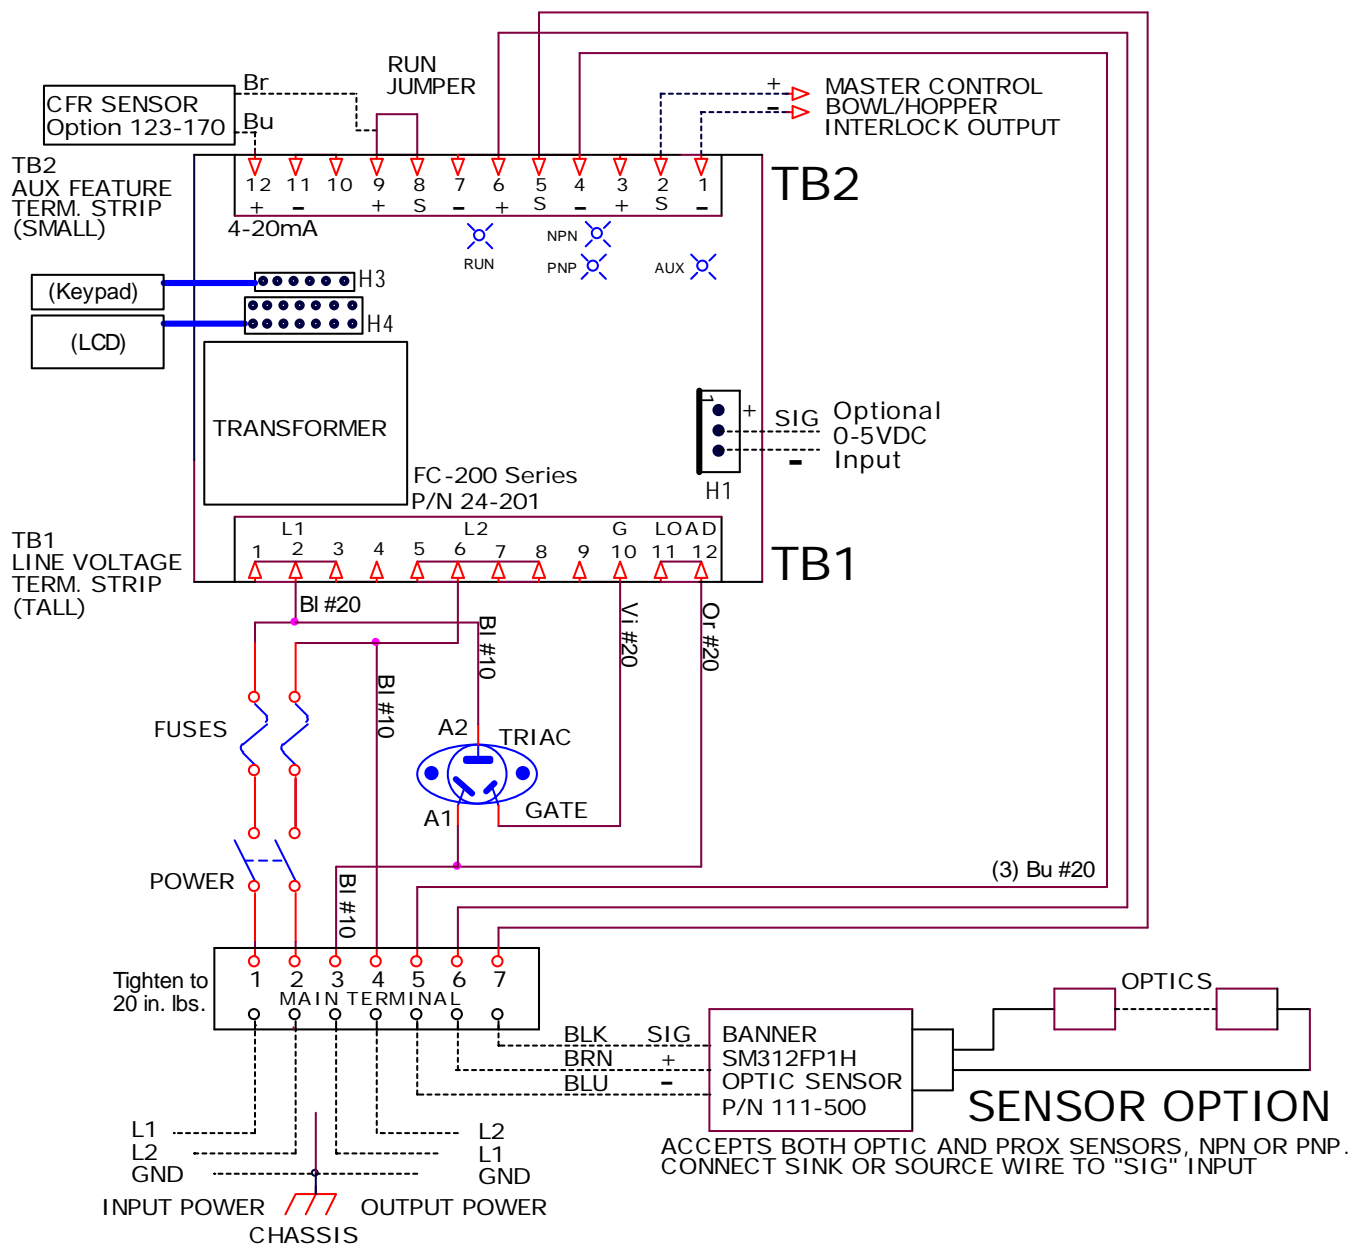 RUN
JUMPER
Br
CFR SENSOR
Option 123-170
Bu
+
-
MASTER CONTROL
BOWL/HOPPER
INTERLOCK OUTPUT
TB2
AUX FEATURE
TERM. STRIP
(SMALL)
12 11 10 9 8 7 6 5 4 3 2 1
+ - + S - + S - + S -
4-20mA
TB2
RUN
NPN
PNP
AUX
(Keypad)
H3
(LCD)
H4
TRANSFORMER
1
+
SIG
-
Optional
0-5VDC
Input
H1
FC-200 Series
P/N 24-201
TB1
LINE VOLTAGE
TERM. STRIP
(TALL)
L1 L2 G LOAD
1 2 3 4 5 6 7 8 9 10 11 12
TB1
Bl #20
Bl #10
Bl #10
Vi #20
Or #20
FUSES
A2
TRIAC
A1
GATE
POWER
Bl #10
(3) Bu #20
Tighten to
20 in. lbs.
1 2 3 4 5 6 7
MAIN TERMINAL
BLK SIG
BRN +
BLU -
BANNER
SM312FP1H
OPTIC SENSOR
P/N 111-500
OPTICS
SENSOR OPTION
ACCEPTS BOTH OPTIC AND PROX SENSORS, NPN OR PNP.
CONNECT SINK OR SOURCE WIRE TO "SIG" INPUT
L1
L2
GND
INPUT POWER
L2
L1
GND
OUTPUT POWER
CHASSIS